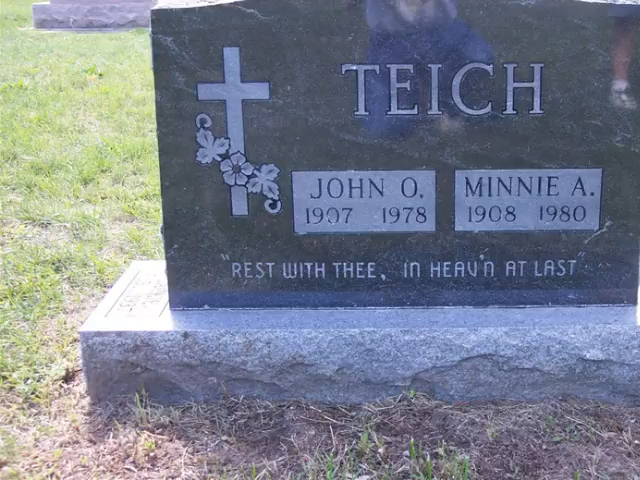 TEICH
JOHN O. MINNIE A.
1907 1978 1908 1980
"REST WITH THEE, IN HEAV'N AT LAST"